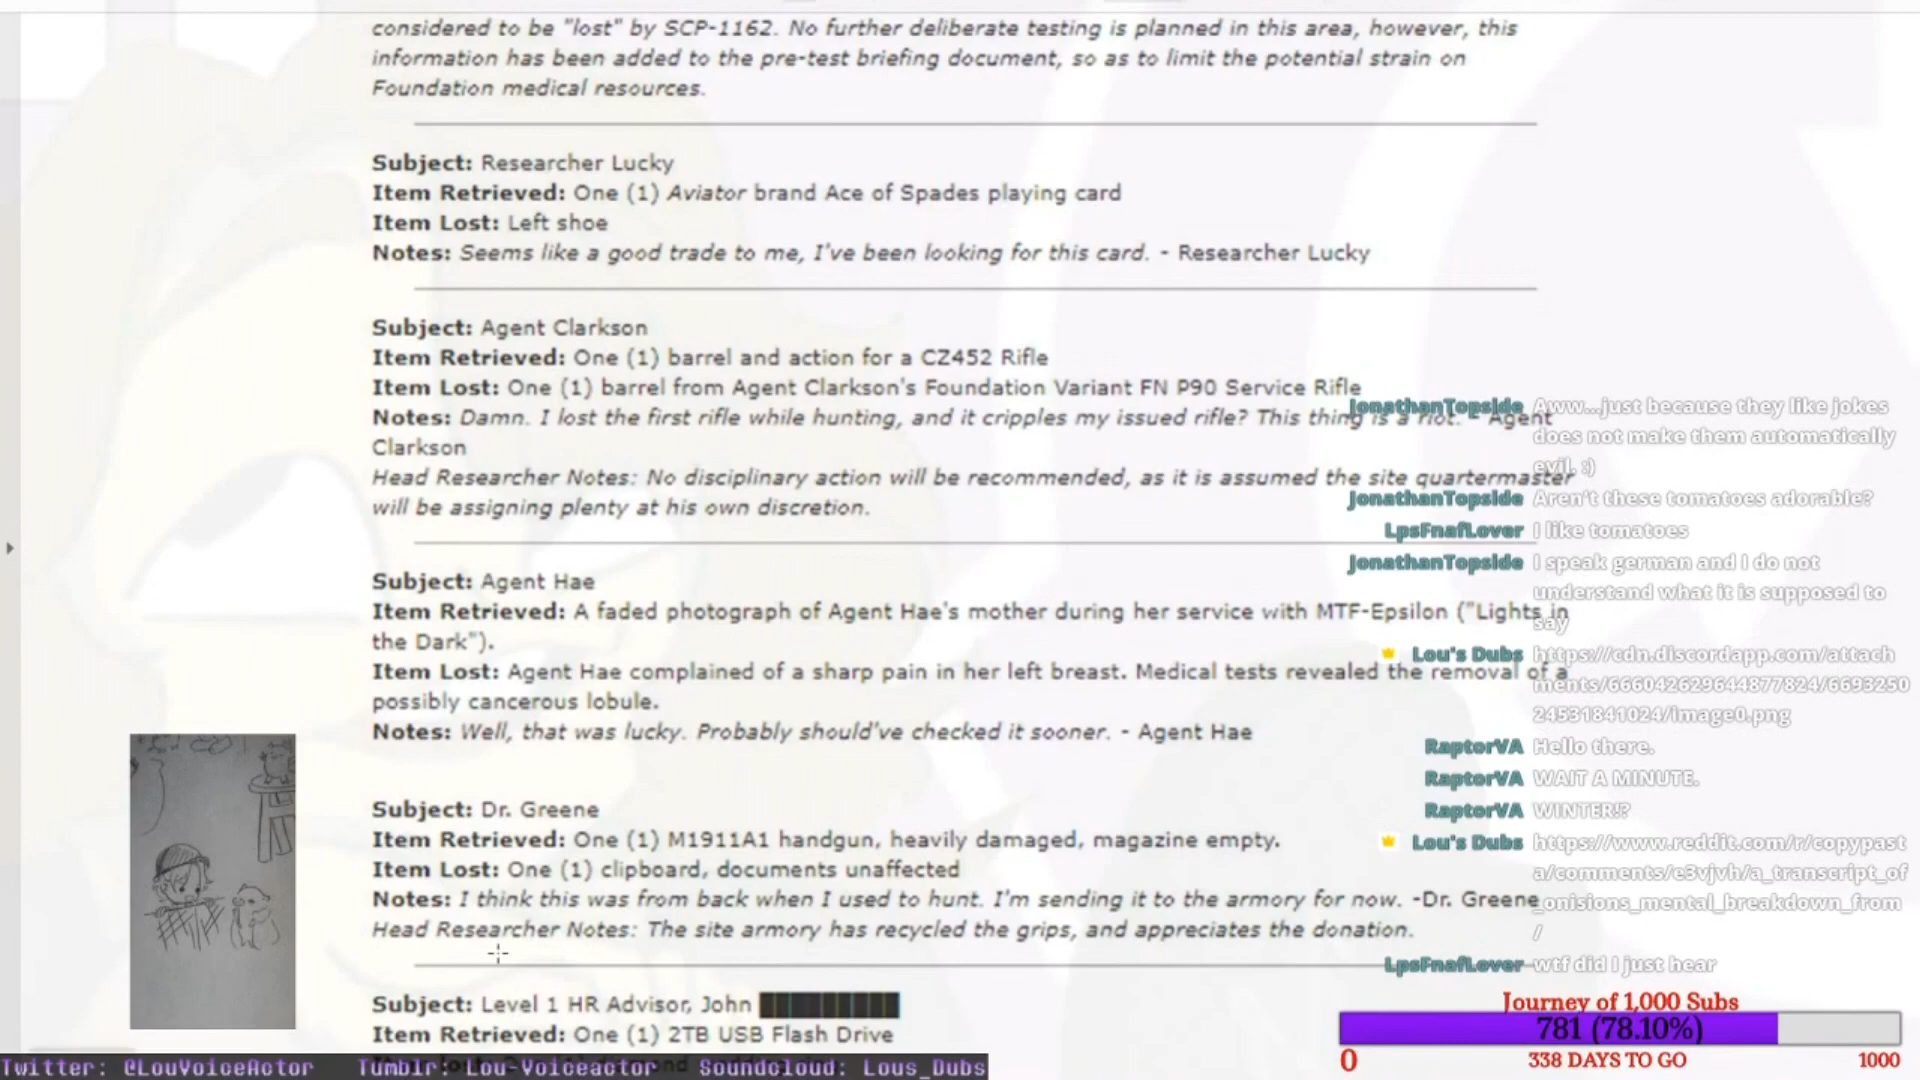 considered to be "lost" by SCP-1162. No further deliberate testing is planned in this area, however, this
information has been added to the pre-test briefing document, so as to limit the potential strain on
Foundation medical resources.
Subject: Researcher Lucky
Item Retrieved: One (1) Aviator brand Ace of Spades playing card
Item Lost: Left shoe
Notes: Seems like a good trade to me, I've been looking for this card. - Researcher Lucky
Subject: Agent Clarkson
Item Retrieved: One (1) barrel and action for a CZ452 Rifle
Item Lost: One (1) barrel from Agent Clarkson's Foundation Variant FN P90 Service Rifle
Notes: Damn. I lost the first rifle while hunting, and it cripples my issued rifle? This thing is a riot. - Agent
Clarkson
Head Researcher Notes: No disciplinary action will be recommended, as it is assumed the site quartermaster
will be assigning plenty at his own discretion.
Subject: Agent Hae
Item Retrieved: A faded photograph of Agent Hae's mother during her service with MTF-Epsilon ("Lights in
the Dark").
Item Lost: Agent Hae complained of a sharp pain in her left breast. Medical tests revealed the removal of a
possibly cancerous lobule.
Notes: Well, that was lucky. Probably should've checked it sooner. - Agent Hae
Subject: Dr. Greene
Item Retrieved: One (1) M1911A1 handgun, heavily damaged, magazine empty.
Item Lost: One (1) clipboard, documents unaffected
Notes: I think this was from back when I used to hunt. I'm sending it to the armory for now. -Dr. Greene
Head Researcher Notes: The site armory has recycled the grips, and appreciates the donation.
Subject: Level 1 HR Advisor, John
Item Retrieved: One (1) 2TB USB Flash Drive
JonathanTopside Aww...just because they like jokes
does not make them automatically
evil. :)
JonathanTopside Aren't these tomatoes adorable?
LpsFnafLover I like tomatoes
JonathanTopside I speak german and I do not
understand what it is supposed to
say
Lou's Dubs https://cdn.discordapp.com/attach
ments/666042629644877824/6693250
24531841024/image0.png
RaptorVA Hello there.
RaptorVA WAIT A MINUTE.
RaptorVA WINTER!?
Lou's Dubs https://www.reddit.com/r/copypast
a/comments/e3vjvh/a_transcript_of
_onisions_mental_breakdown_from
/
LpsFnafLover wtf did I just hear
Journey of 1,000 Subs
781 (78.10%)
0 338 DAYS TO GO 1000
Twitter: @LouVoiceActor Tumblr: Lou-Voiceactor Soundcloud: Lous_Dubs